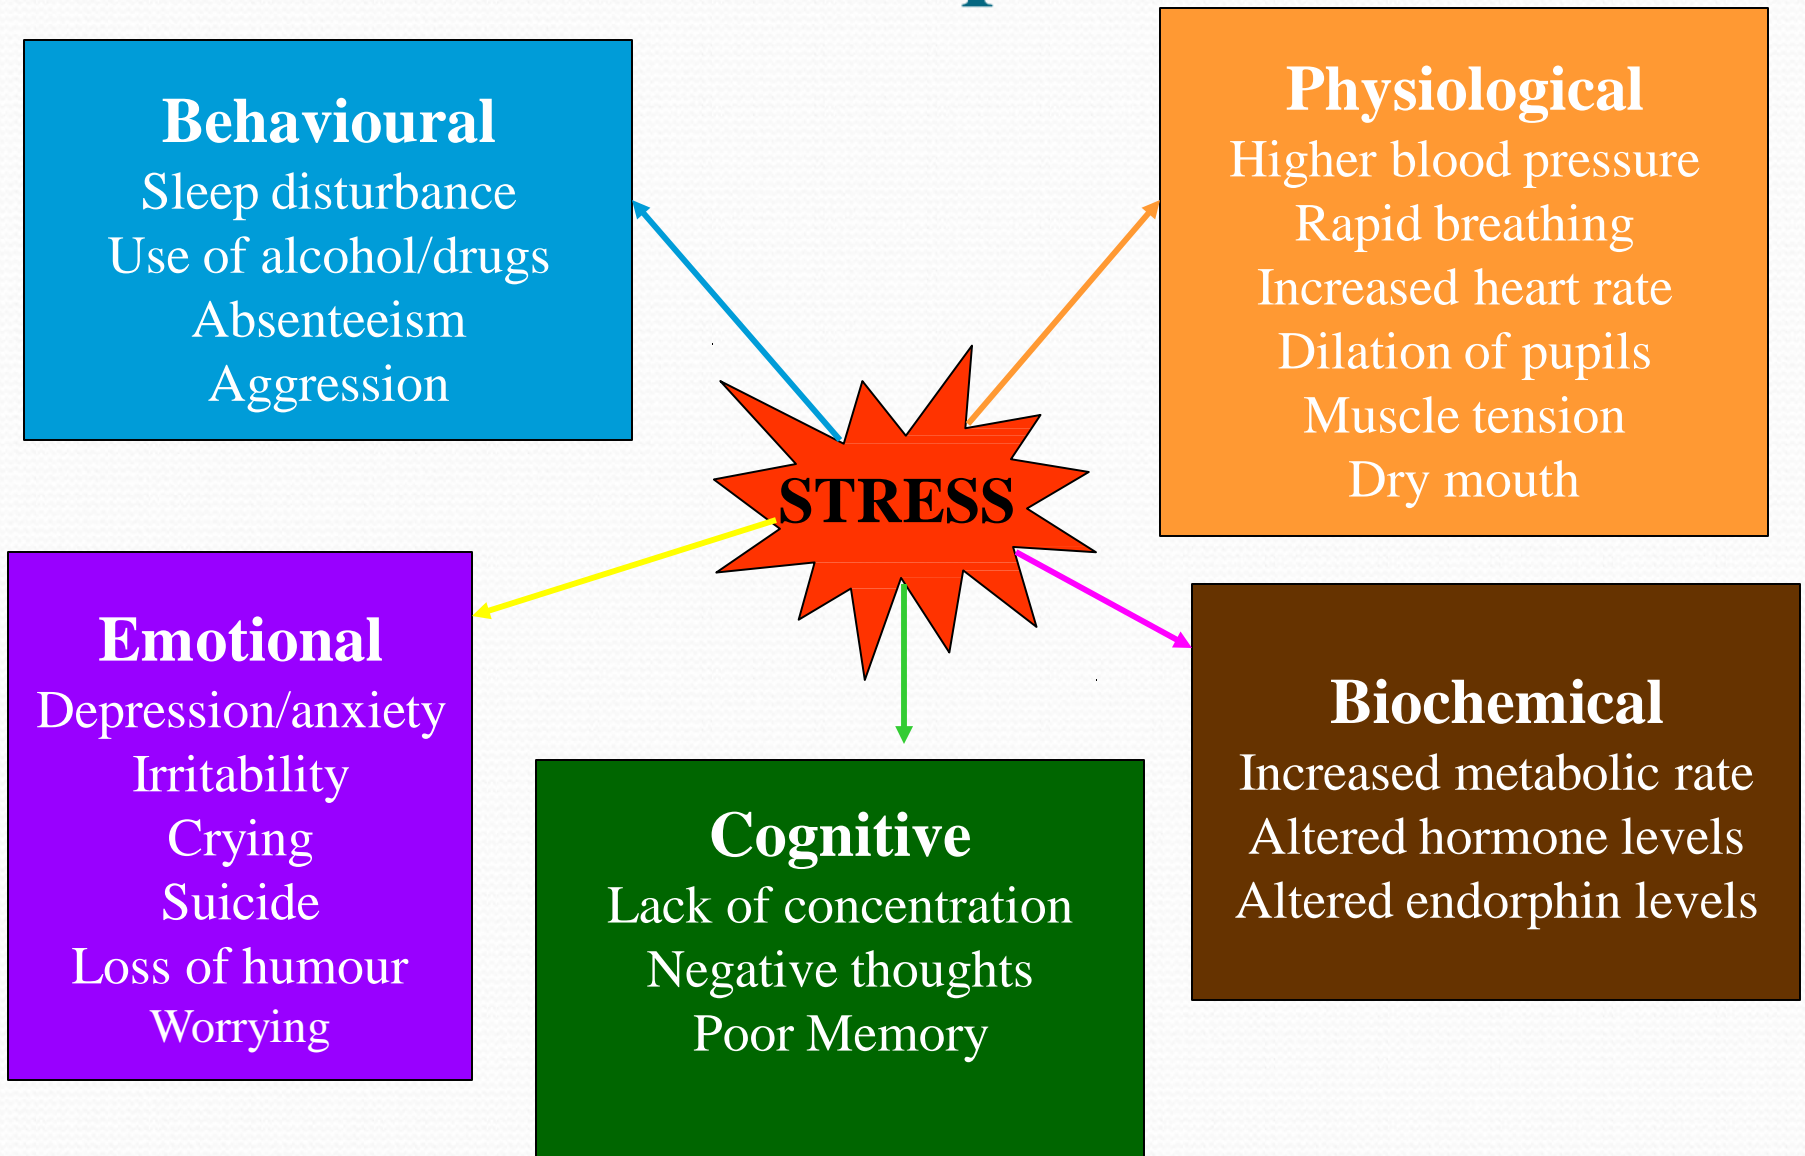 Behavioural
Sleep disturbance
Use of alcohol/drugs
Absenteeism
Aggression
Physiological
Higher blood pressure
Rapid breathing
Increased heart rate
Dilation of pupils
Muscle tension
Dry mouth
STRESS
Emotional
Depression/anxiety
Irritability
Crying
Suicide
Loss of humour
Worrying
Cognitive
Lack of concentration
Negative thoughts
Poor Memory
Biochemical
Increased metabolic rate
Altered hormone levels
Altered endorphin levels